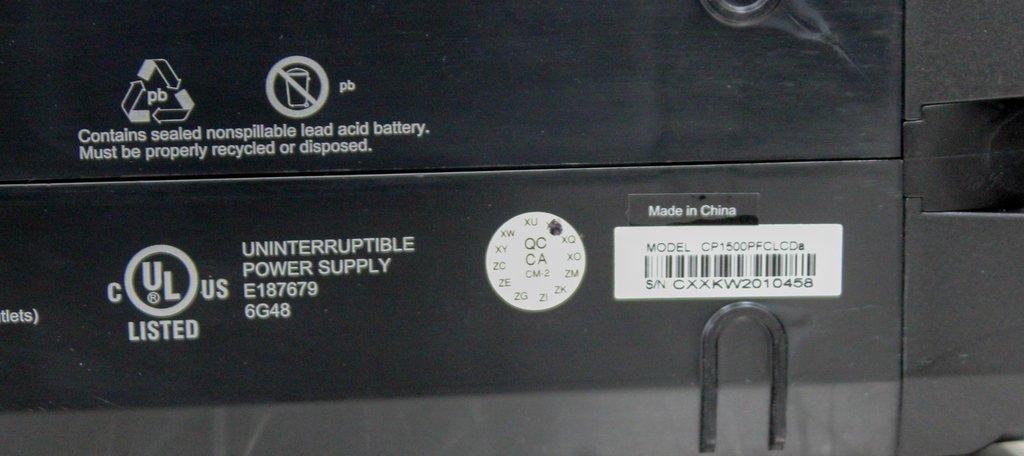 pb
pb
Contains sealed nonspillable lead acid battery.
Must be properly recycled or disposed.
tlets)
C UL ® US
LISTED
UNINTERRUPTIBLE
POWER SUPPLY
E187679
6G48
XU
XW
XQ
XY
XO
ZC
ZM
ZE
ZK
ZG
ZI
QC
CA
CM-2
Made in China
MODEL CP1500PFCLCDa
S/N CXXKW2010458